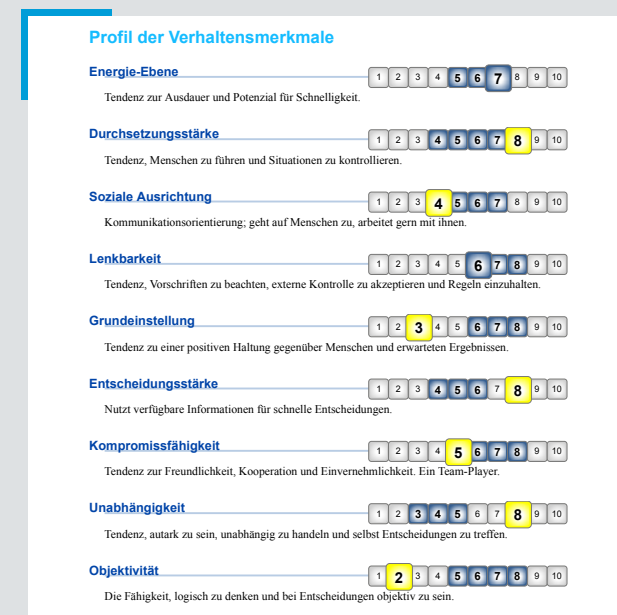 Profil der Verhaltensmerkmale
Energie-Ebene 1 2 3 4 5 6 7 8 9 10
Tendenz zur Ausdauer und Potenzial für Schnelligkeit.
Durchsetzungsstärke 1 2 3 4 5 6 7 8 9 10
Tendenz, Menschen zu führen und Situationen zu kontrollieren.
Soziale Ausrichtung 1 2 3 4 5 6 7 8 9 10
Kommunikationsorientierung; geht auf Menschen zu, arbeitet gern mit ihnen.
Lenkbarkeit 1 2 3 4 5 6 7 8 9 10
Tendenz, Vorschriften zu beachten, externe Kontrolle zu akzeptieren und Regeln einzuhalten.
Grundeinstellung 1 2 3 4 5 6 7 8 9 10
Tendenz zu einer positiven Haltung gegenüber Menschen und erwarteten Ergebnissen.
Entscheidungsstärke 1 2 3 4 5 6 7 8 9 10
Nutzt verfügbare Informationen für schnelle Entscheidungen.
Kompromissfähigkeit 1 2 3 4 5 6 7 8 9 10
Tendenz zur Freundlichkeit, Kooperation und Einvernehmlichkeit. Ein Team-Player.
Unabhängigkeit 1 2 3 4 5 6 7 8 9 10
Tendenz, autark zu sein, unabhängig zu handeln und selbst Entscheidungen zu treffen.
Objektivität 1 2 3 4 5 6 7 8 9 10
Die Fähigkeit, logisch zu denken und bei Entscheidungen objektiv zu sein.